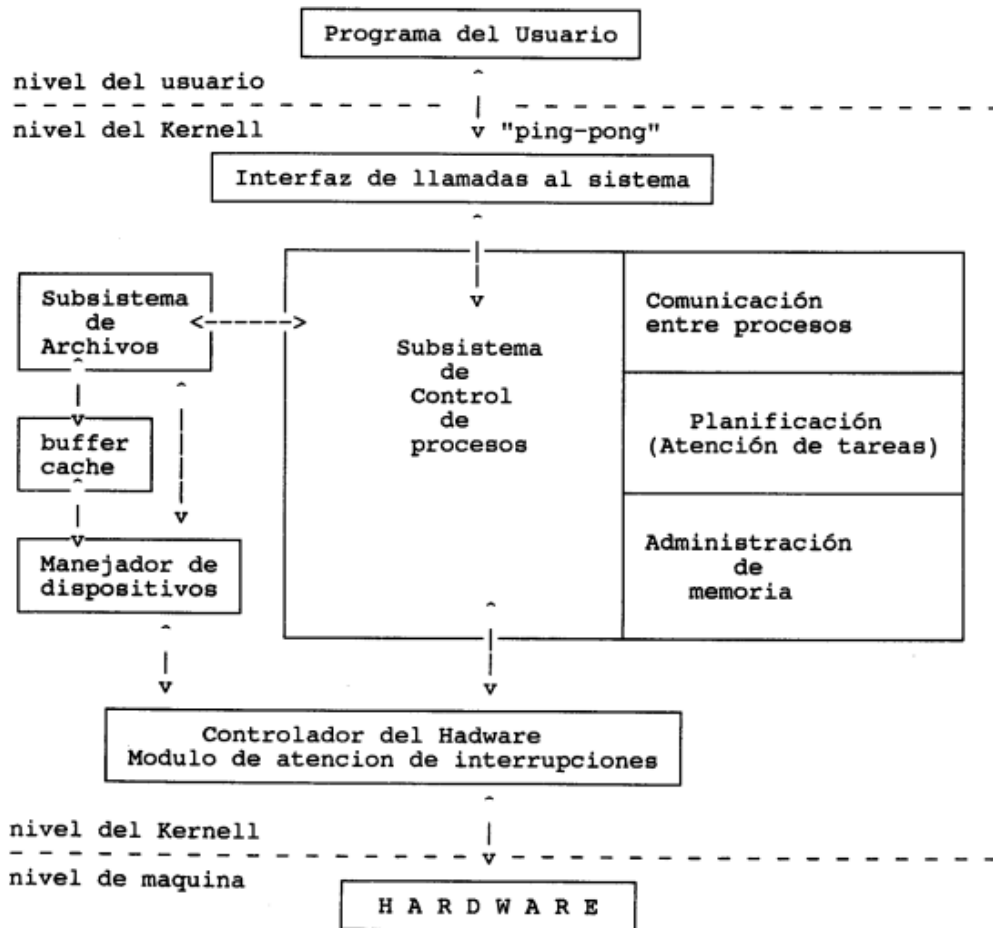 Programa del Usuario
nivel del usuario
nivel del Kernell
"ping-pong"
Interfaz de llamadas al sistema
Subsistema
de
Archivos
buffer
cache
Manejador de
dispositivos
Subsistema
de
Control
de
procesos
Comunicación
entre procesos
Planificación
(Atención de tareas)
Administración
de
memoria
Controlador del Hadware
Modulo de atencion de interrupciones
nivel del Kernell
nivel de maquina
H A R D W A R E